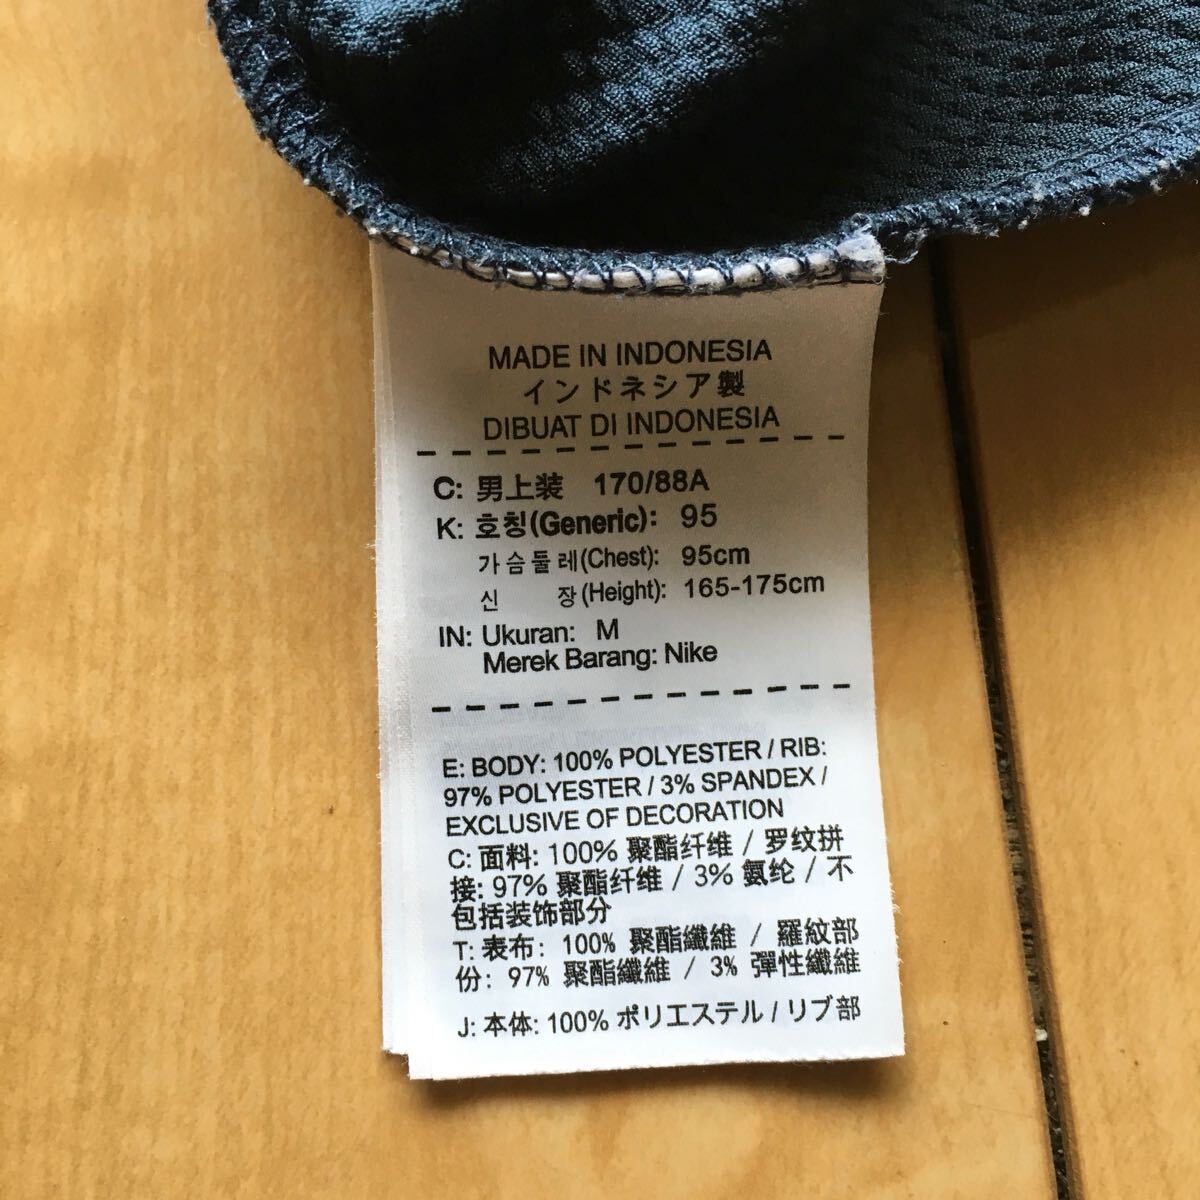 MADE IN INDONESIA
インドネシア製
DIBUAT DI INDONESIA
C: 男上装 170/88A
K: 호칭(Generic): 95
가슴둘레(Chest): 95cm
신 장(Height): 165-175cm
IN: Ukuran: M
Merek Barang: Nike
E: BODY: 100% POLYESTER / RIB:
97% POLYESTER / 3% SPANDEX /
EXCLUSIVE OF DECORATION
C: 面料: 100% 聚酯纤维 / 罗纹拼
接: 97% 聚酯纤维 / 3% 氨纶 / 不
包括装饰部分
T: 表布: 100% 聚酯纖維 / 羅紋部
份: 97% 聚酯纖維 / 3% 彈性纖維
J: 本体: 100% ポリエステル / リブ部